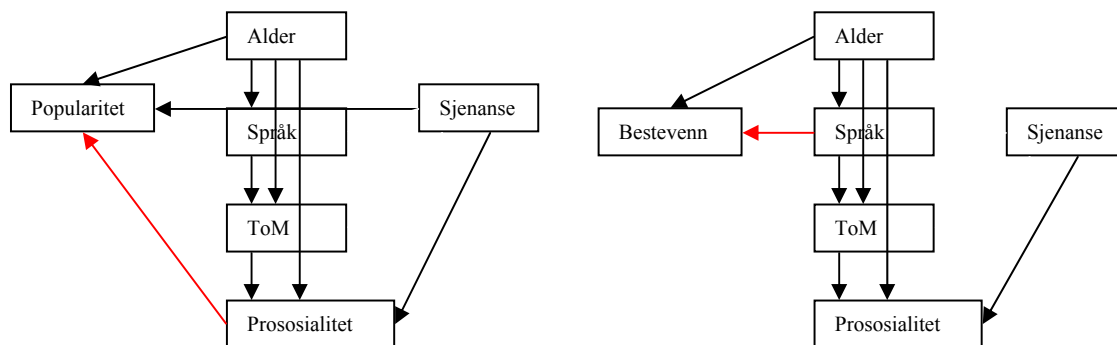 Alder
Popularitet
Sjenanse
Språk
ToM
Prososialitet
Alder
Bestevenn
Språk
Sjenanse
ToM
Prososialitet